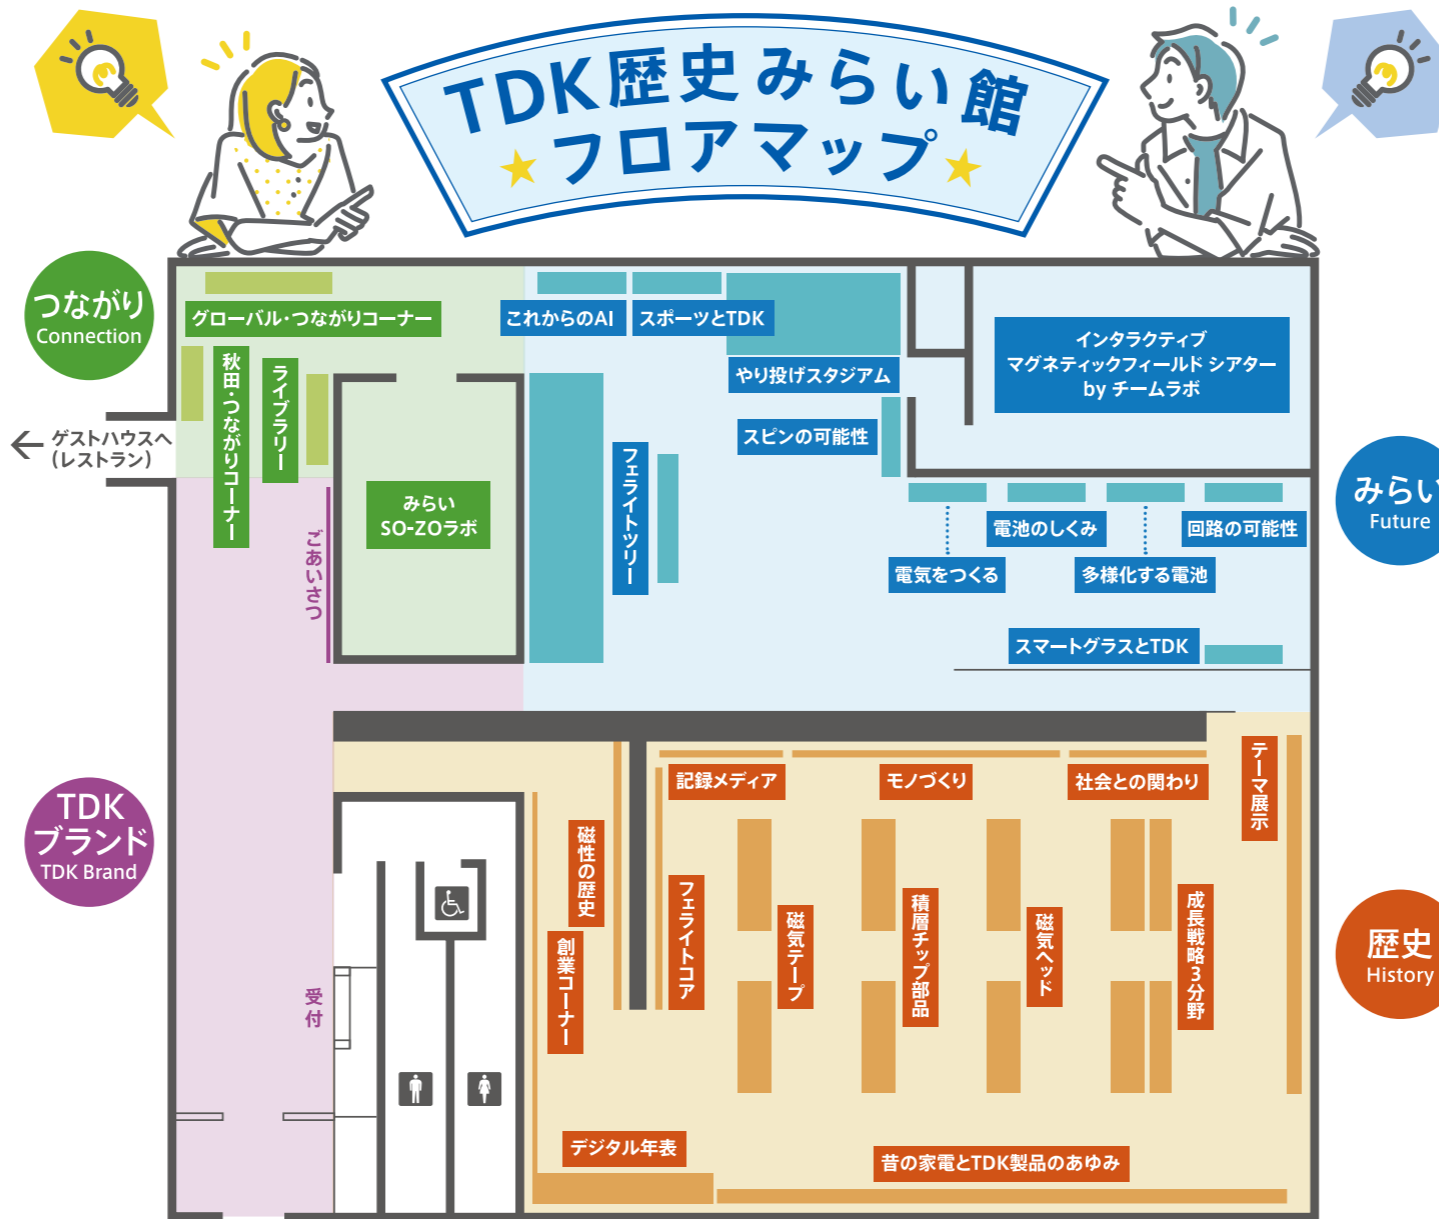 TDK歴史みらい館
フロアマップ
つながり
Connection
グローバル・つながりコーナー
秋田・つながりコーナー
ライブラリー
ゲストハウスへ
(レストラン)
みらい
SO-ZOラボ
ごあいさつ
これからのAI
スポーツとTDK
やり投げスタジアム
スピンの可能性
フェライトツリー
インタラクティブ
マグネティックフィールド シアター
by チームラボ
みらい
Future
電池のしくみ
回路の可能性
電気をつくる
多様化する電池
スマートグラスとTDK
TDK
ブランド
TDK Brand
受付
記録メディア
モノづくり
社会との関わり
テーマ展示
磁性の歴史
創業コーナー
フェライトコア
磁気テープ
積層チップ部品
磁気ヘッド
成長戦略3分野
歴史
History
デジタル年表
昔の家電とTDK製品のあゆみ